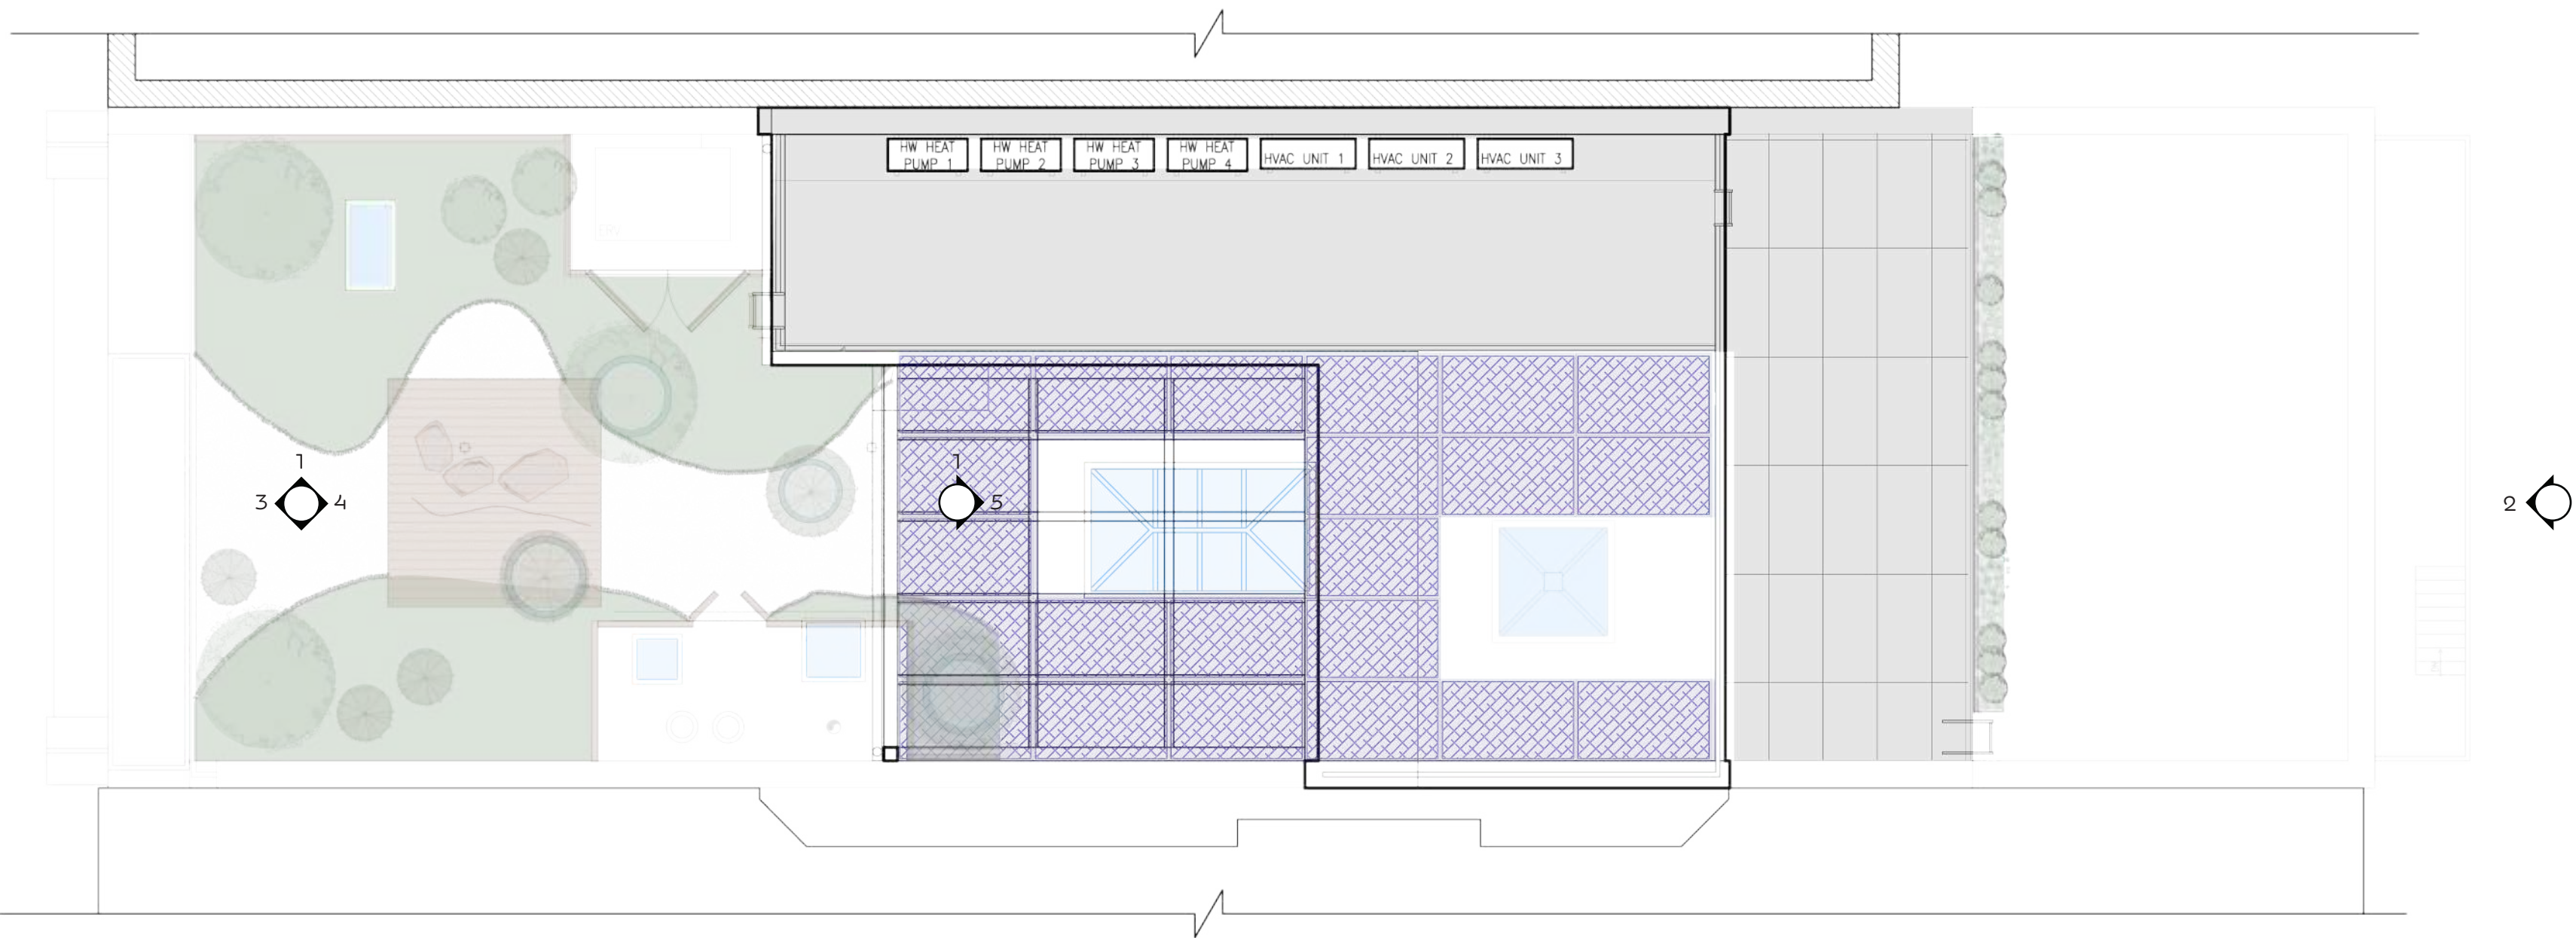 HW HEAT
PUMP 1
HW HEAT
PUMP 2
HW HEAT
PUMP 3
HW HEAT
PUMP 4
HVAC UNIT 1
HVAC UNIT 2
HVAC UNIT 3
ERV
1
3
4
1
5
2